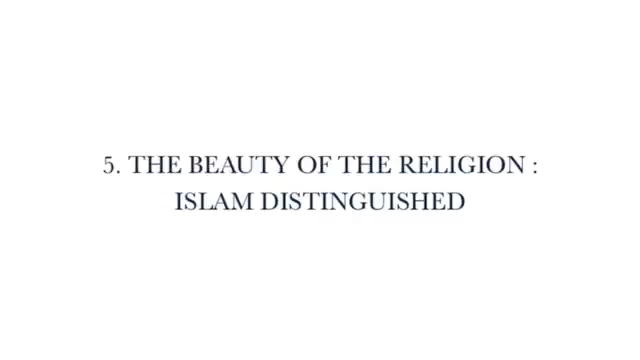 5. THE BEAUTY OF THE RELIGION :
ISLAM DISTINGUISHED